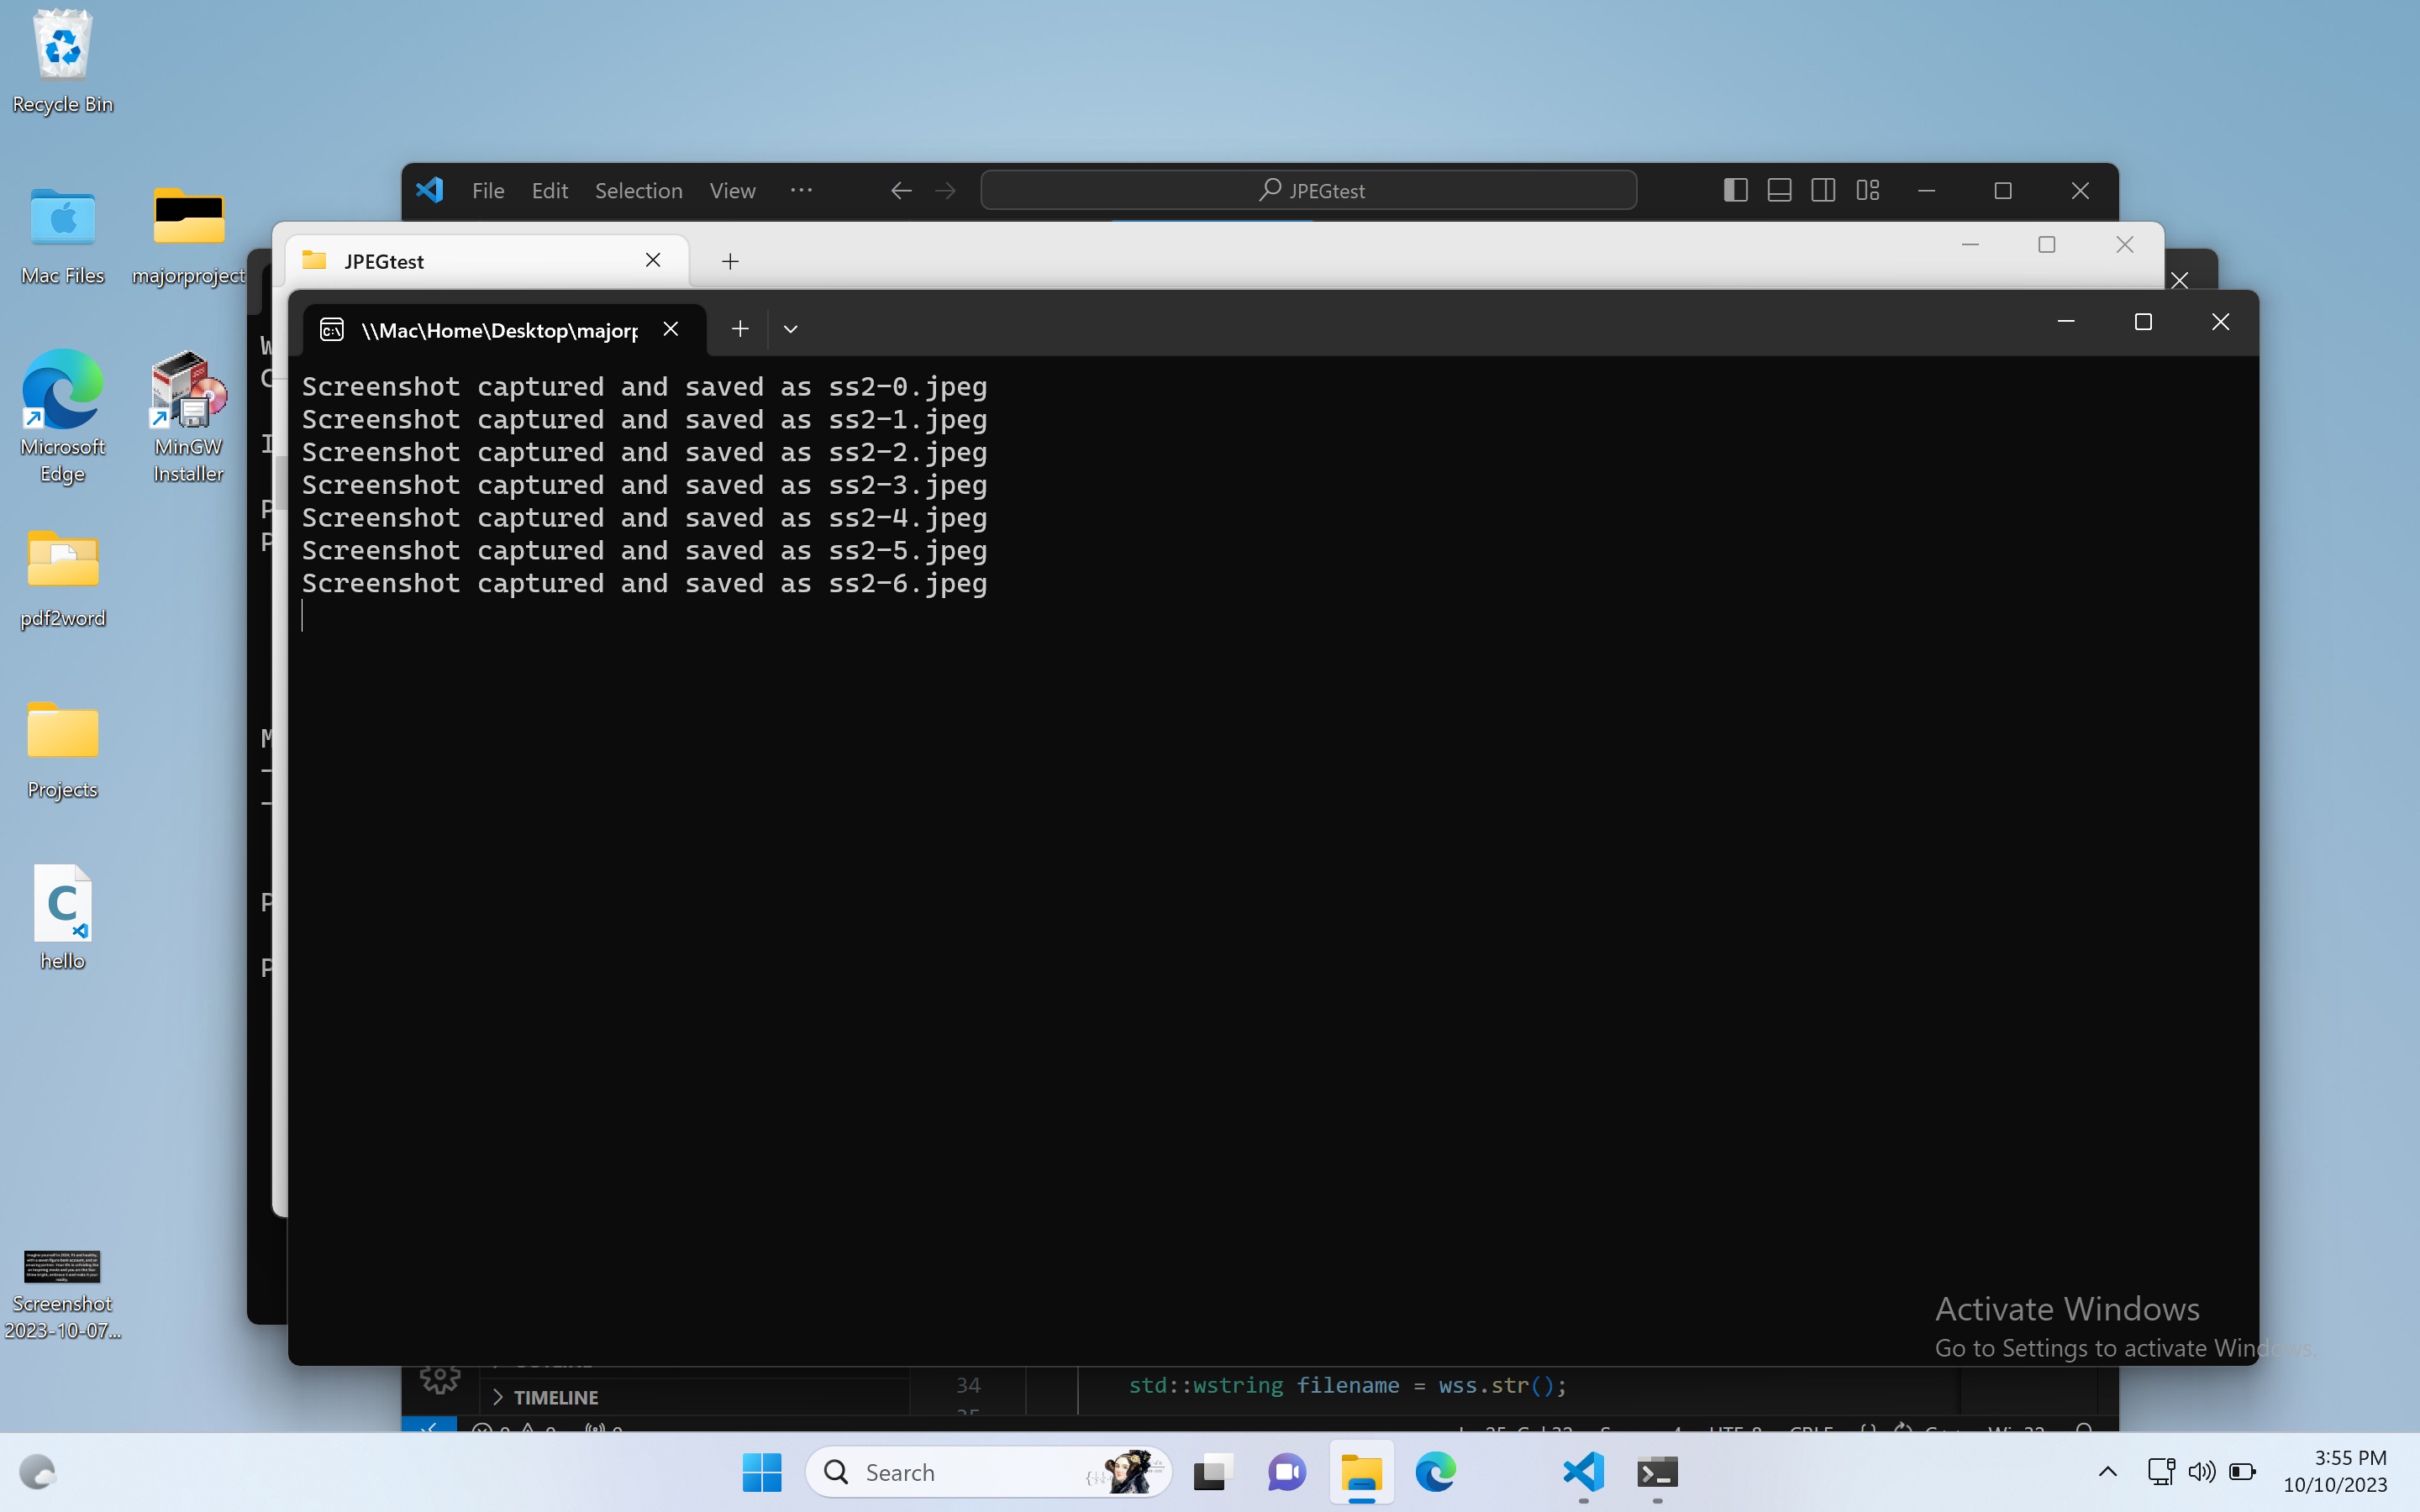 Recycle Bin
Mac Files
majorproject
Microsoft
Edge
MinGW
Installer
pdf2word
Projects
hello
Screenshot
2023-10-07...
File Edit Selection View ...
JPEGtest
JPEGtest
\\Mac\Home\Desktop\majorp
Screenshot captured and saved as ss2-0.jpeg
Screenshot captured and saved as ss2-1.jpeg
Screenshot captured and saved as ss2-2.jpeg
Screenshot captured and saved as ss2-3.jpeg
Screenshot captured and saved as ss2-4.jpeg
Screenshot captured and saved as ss2-5.jpeg
Screenshot captured and saved as ss2-6.jpeg
Activate Windows
Go to Settings to activate Windows.
TIMELINE
34 std::wstring filename = wss.str();
Search
3:55 PM
10/10/2023